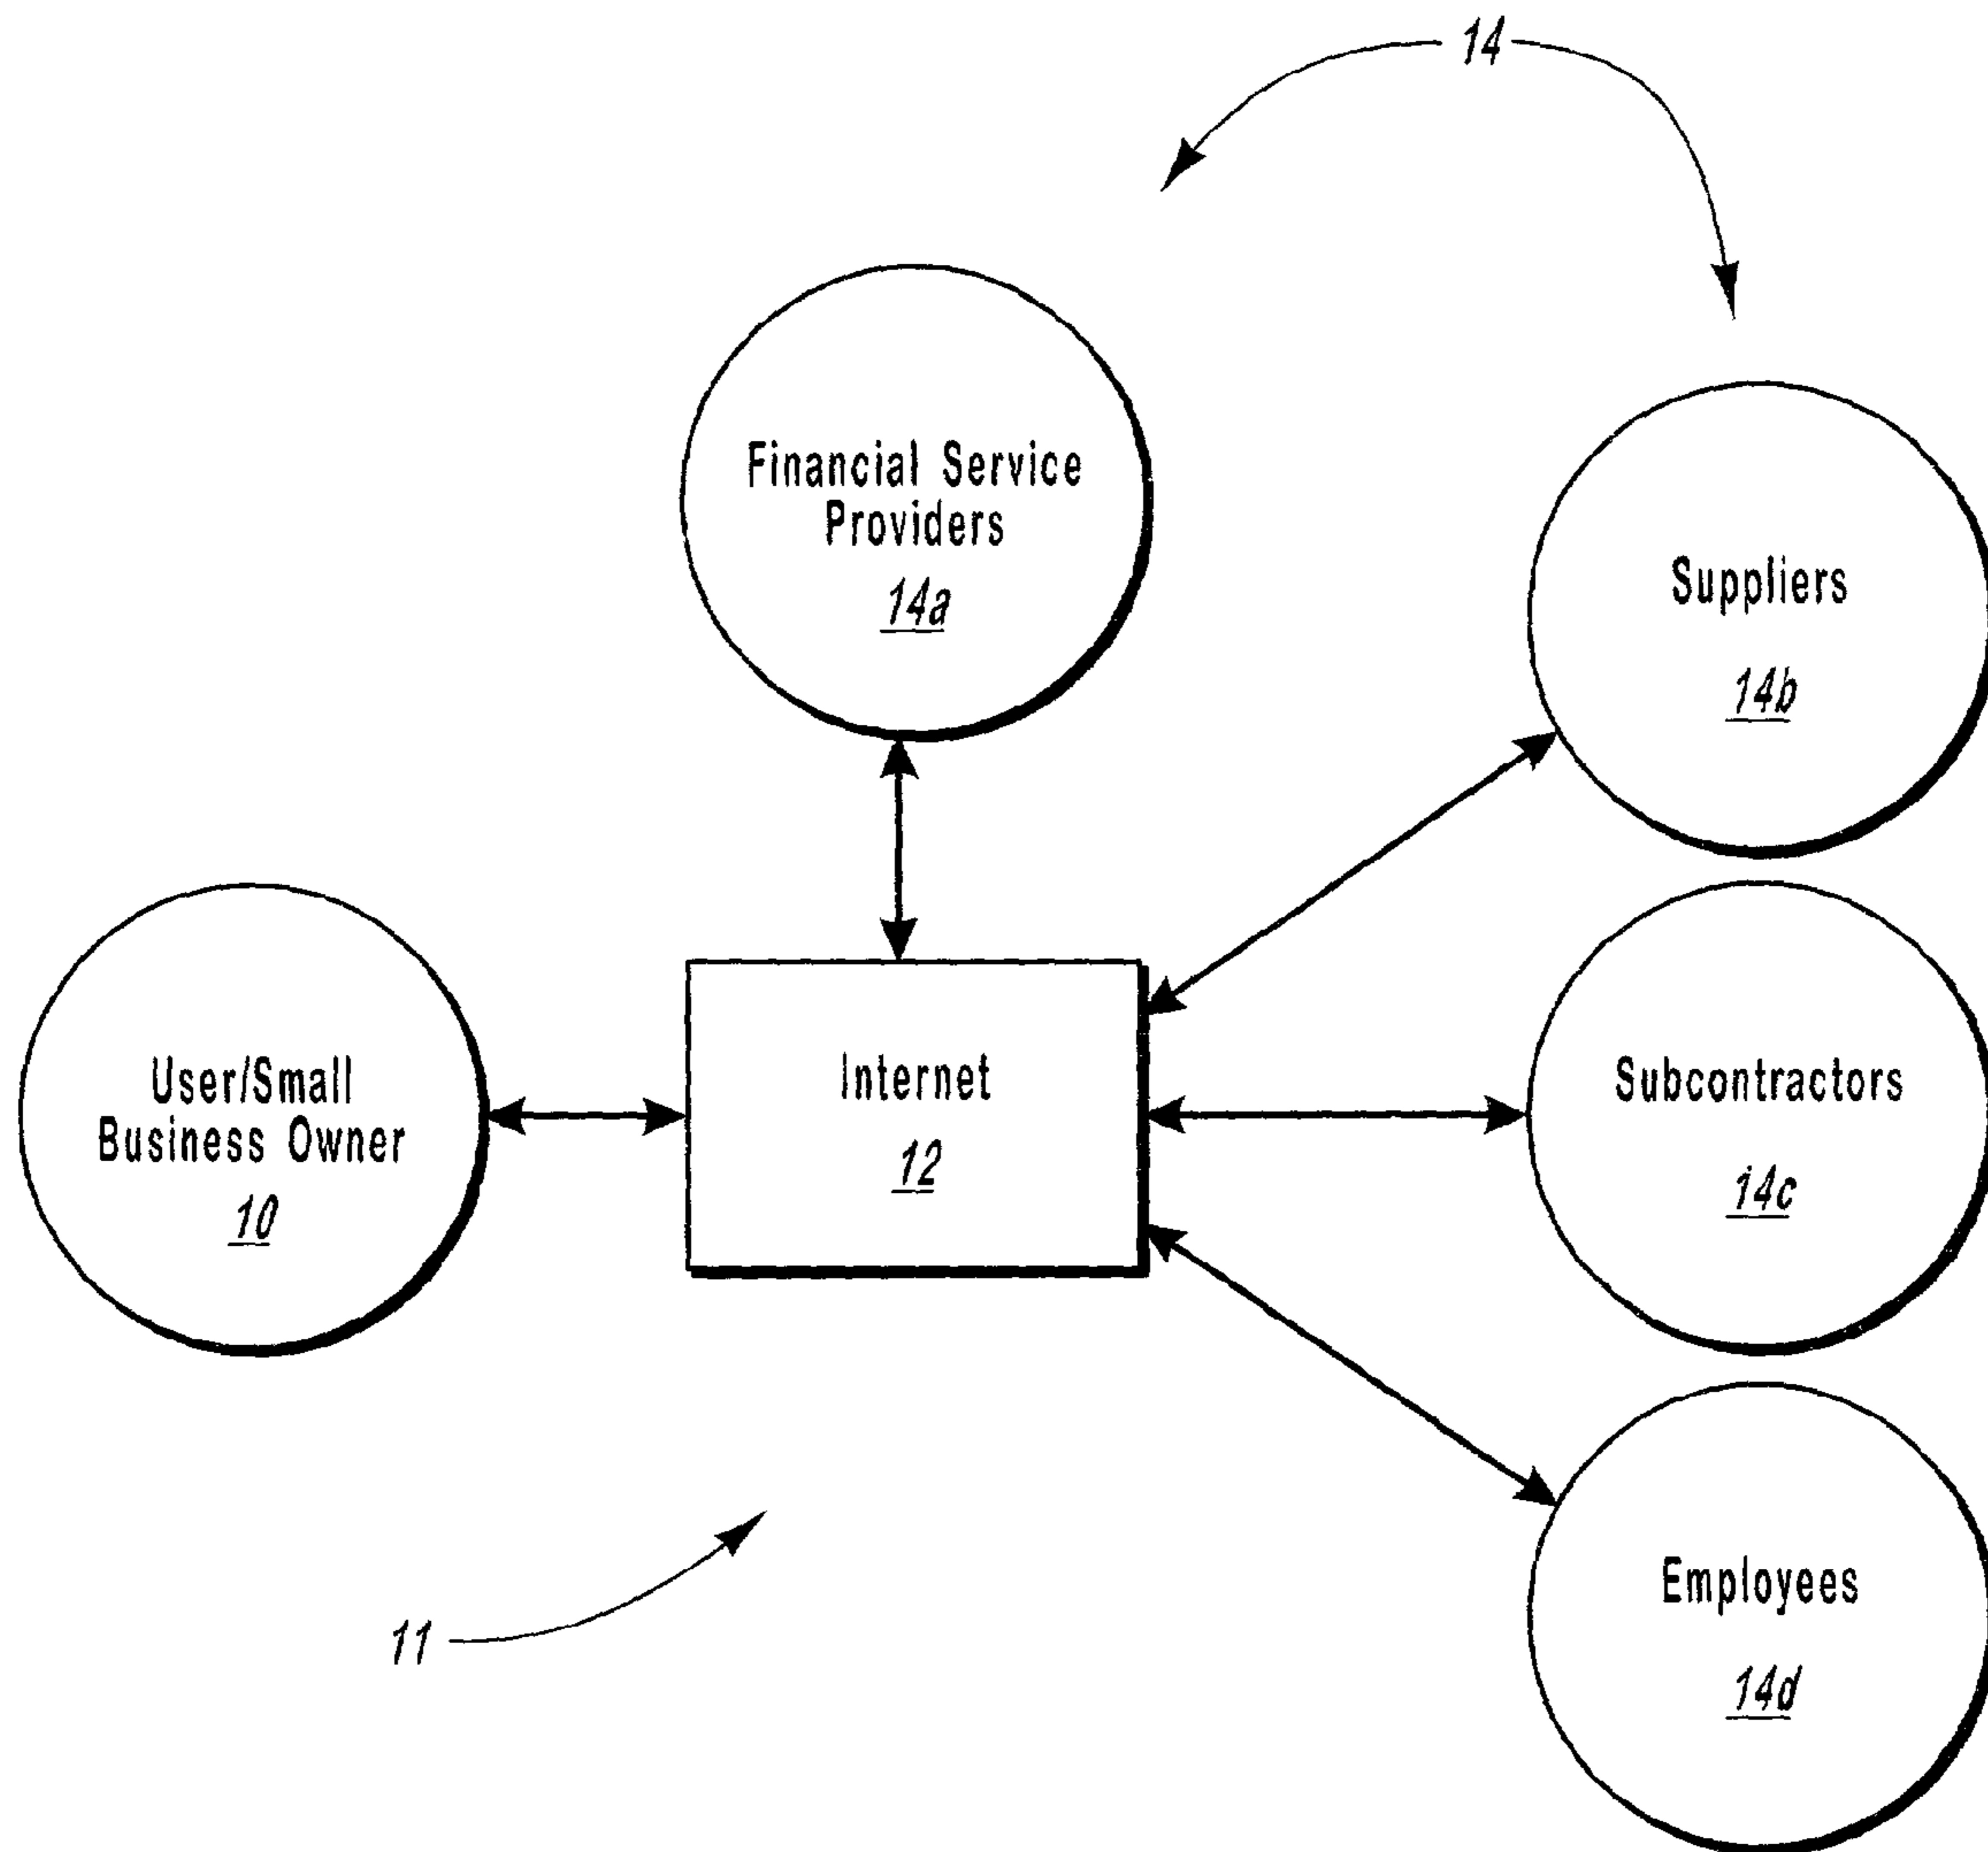 14
Financial Service
Providers
14a
Suppliers
14b
User/Small
Business Owner
10
Internet
12
Subcontractors
14c
Employees
14d
11